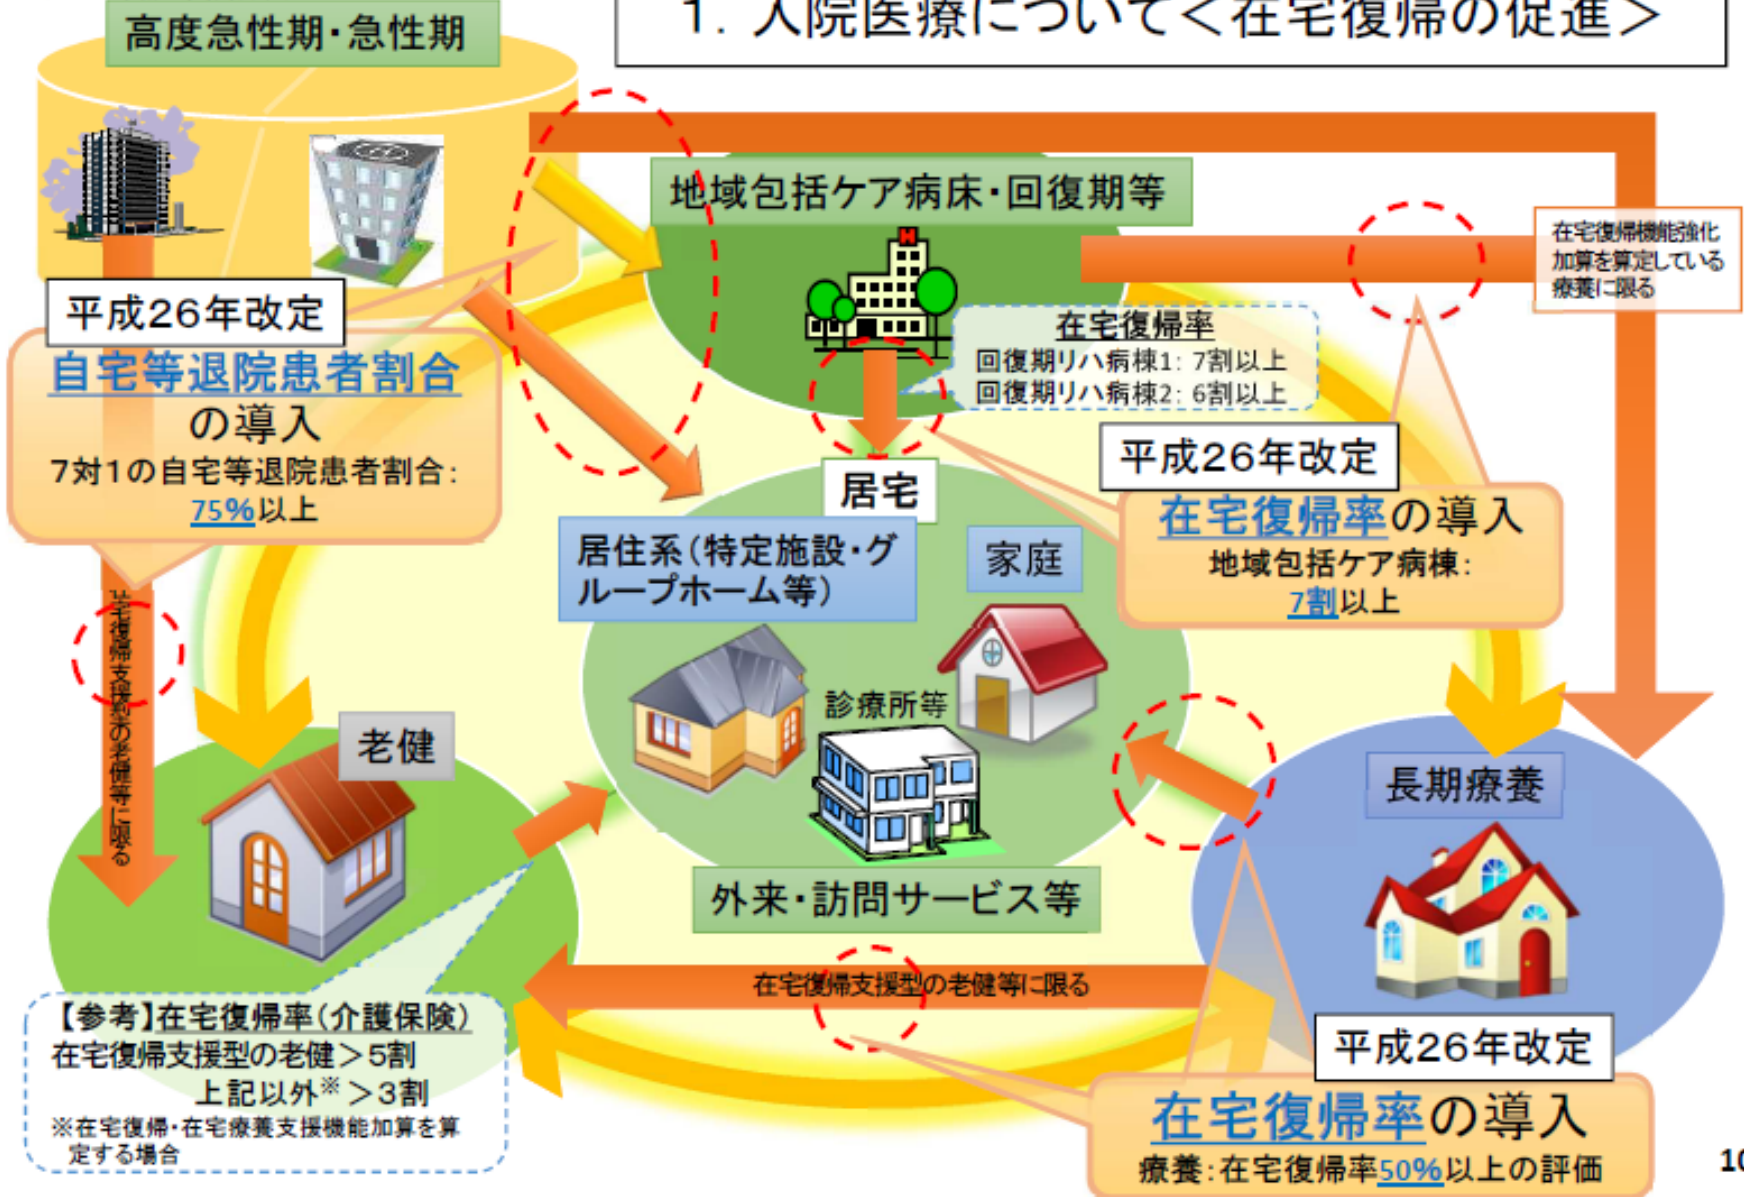 1. 入院医療について＜在宅復帰の促進＞
高度急性期・急性期
地域包括ケア病床・回復期等
在宅復帰機能強化
加算を算定している
療養に限る
平成26年改定
自宅等退院患者割合
の導入
7対1の自宅等退院患者割合：
75%以上
在宅復帰率
回復期リハ病棟1: 7割以上
回復期リハ病棟2: 6割以上
平成26年改定
在宅復帰率の導入
地域包括ケア病棟：
7割以上
居宅
居住系（特定施設・グ
ループホーム等）
家庭
診療所等
外来・訪問サービス等
在宅復帰支援型の老健等に限る
老健
長期療養
在宅復帰支援型の老健等に限る
【参考】在宅復帰率（介護保険）
在宅復帰支援型の老健＞5割
上記以外※＞3割
※在宅復帰・在宅療養支援機能加算を算
定する場合
平成26年改定
在宅復帰率の導入
療養：在宅復帰率50%以上の評価